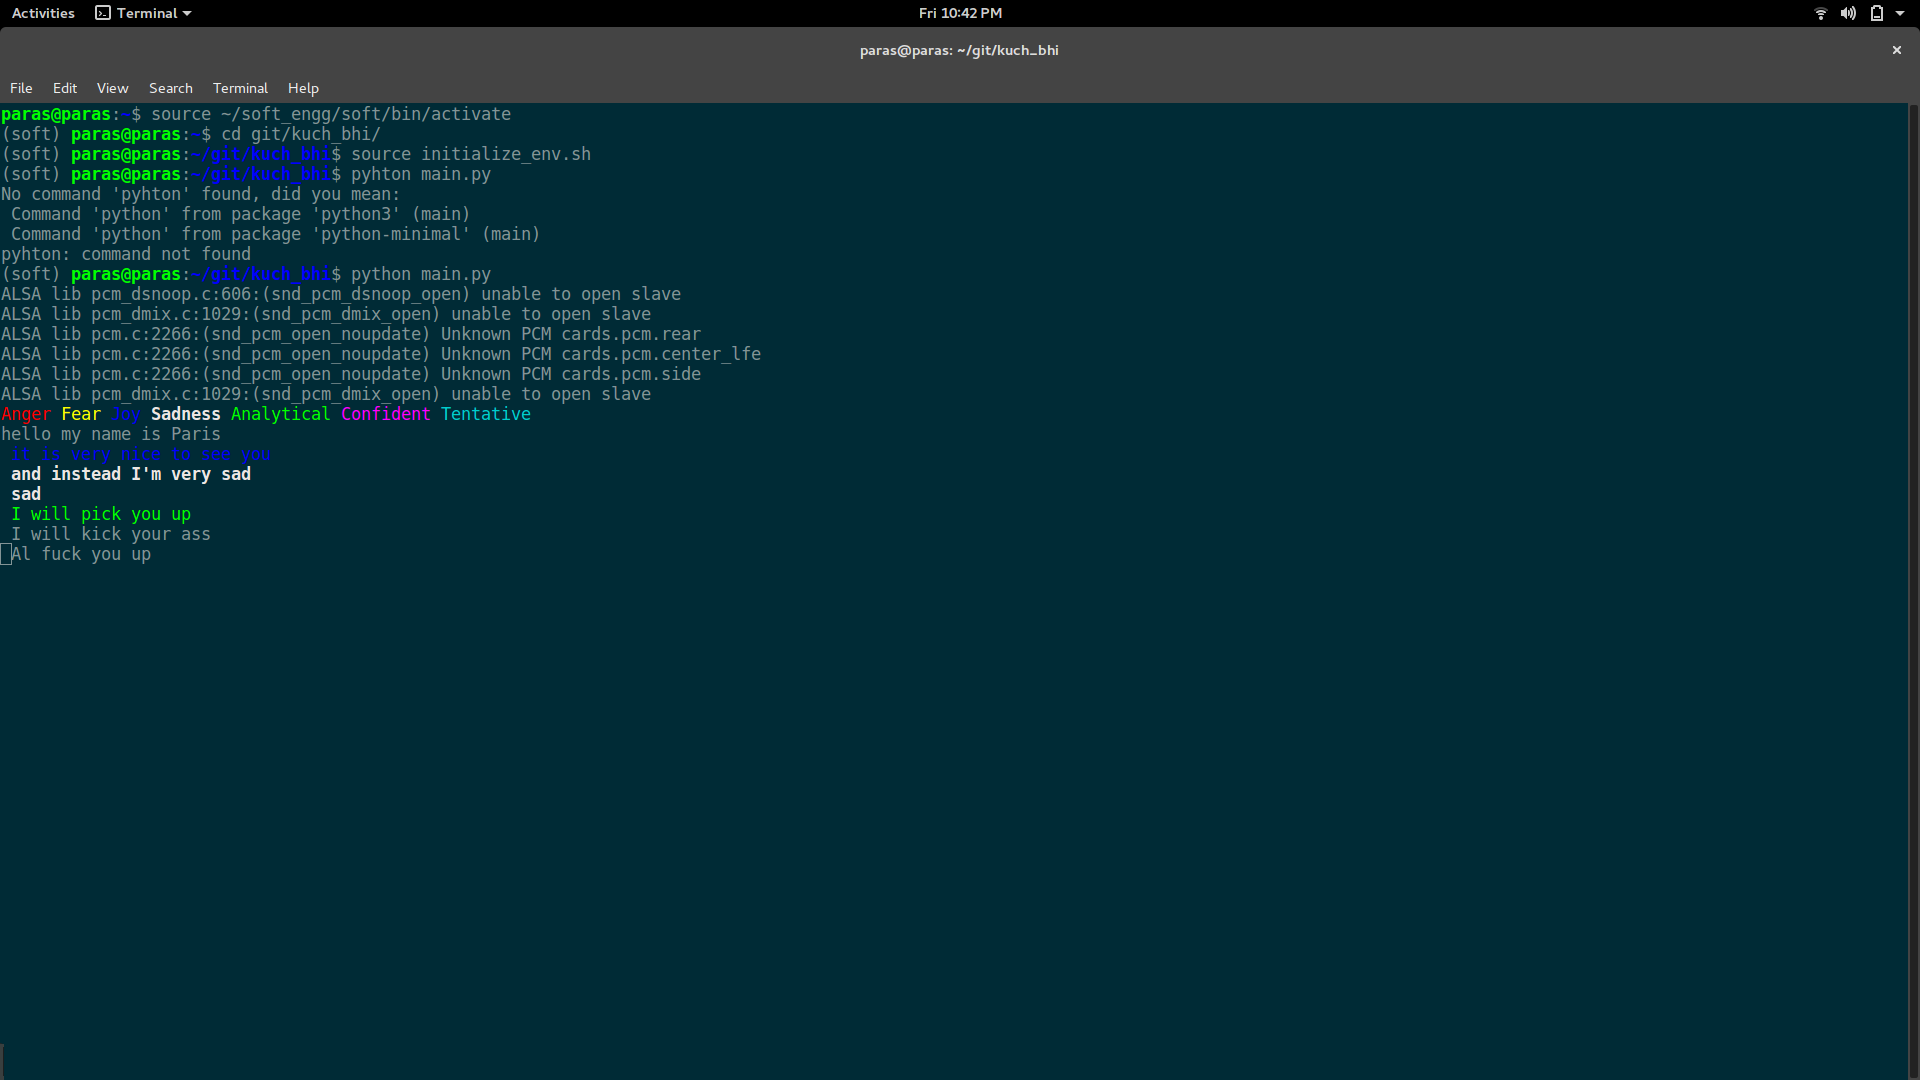 Activities Terminal Fri 10:42 PM
paras@paras: ~/git/kuch_bhi
File Edit View Search Terminal Help
paras@paras:~$ source ~/soft_engg/soft/bin/activate
(soft) paras@paras:~$ cd git/kuch_bhi/
(soft) paras@paras:~/git/kuch_bhi$ source initialize_env.sh
(soft) paras@paras:~/git/kuch_bhi$ pyhton main.py
No command 'pyhton' found, did you mean:
 Command 'python' from package 'python3' (main)
 Command 'python' from package 'python-minimal' (main)
pyhton: command not found
(soft) paras@paras:~/git/kuch_bhi$ python main.py
ALSA lib pcm_dsnoop.c:606:(snd_pcm_dsnoop_open) unable to open slave
ALSA lib pcm_dmix.c:1029:(snd_pcm_dmix_open) unable to open slave
ALSA lib pcm.c:2266:(snd_pcm_open_noupdate) Unknown PCM cards.pcm.rear
ALSA lib pcm.c:2266:(snd_pcm_open_noupdate) Unknown PCM cards.pcm.center_lfe
ALSA lib pcm.c:2266:(snd_pcm_open_noupdate) Unknown PCM cards.pcm.side
ALSA lib pcm_dmix.c:1029:(snd_pcm_dmix_open) unable to open slave
Anger Fear Joy Sadness Analytical Confident Tentative
hello my name is Paris
 it is very nice to see you
 and instead I'm very sad
 sad
 I will pick you up
 I will kick your ass
 Al fuck you up